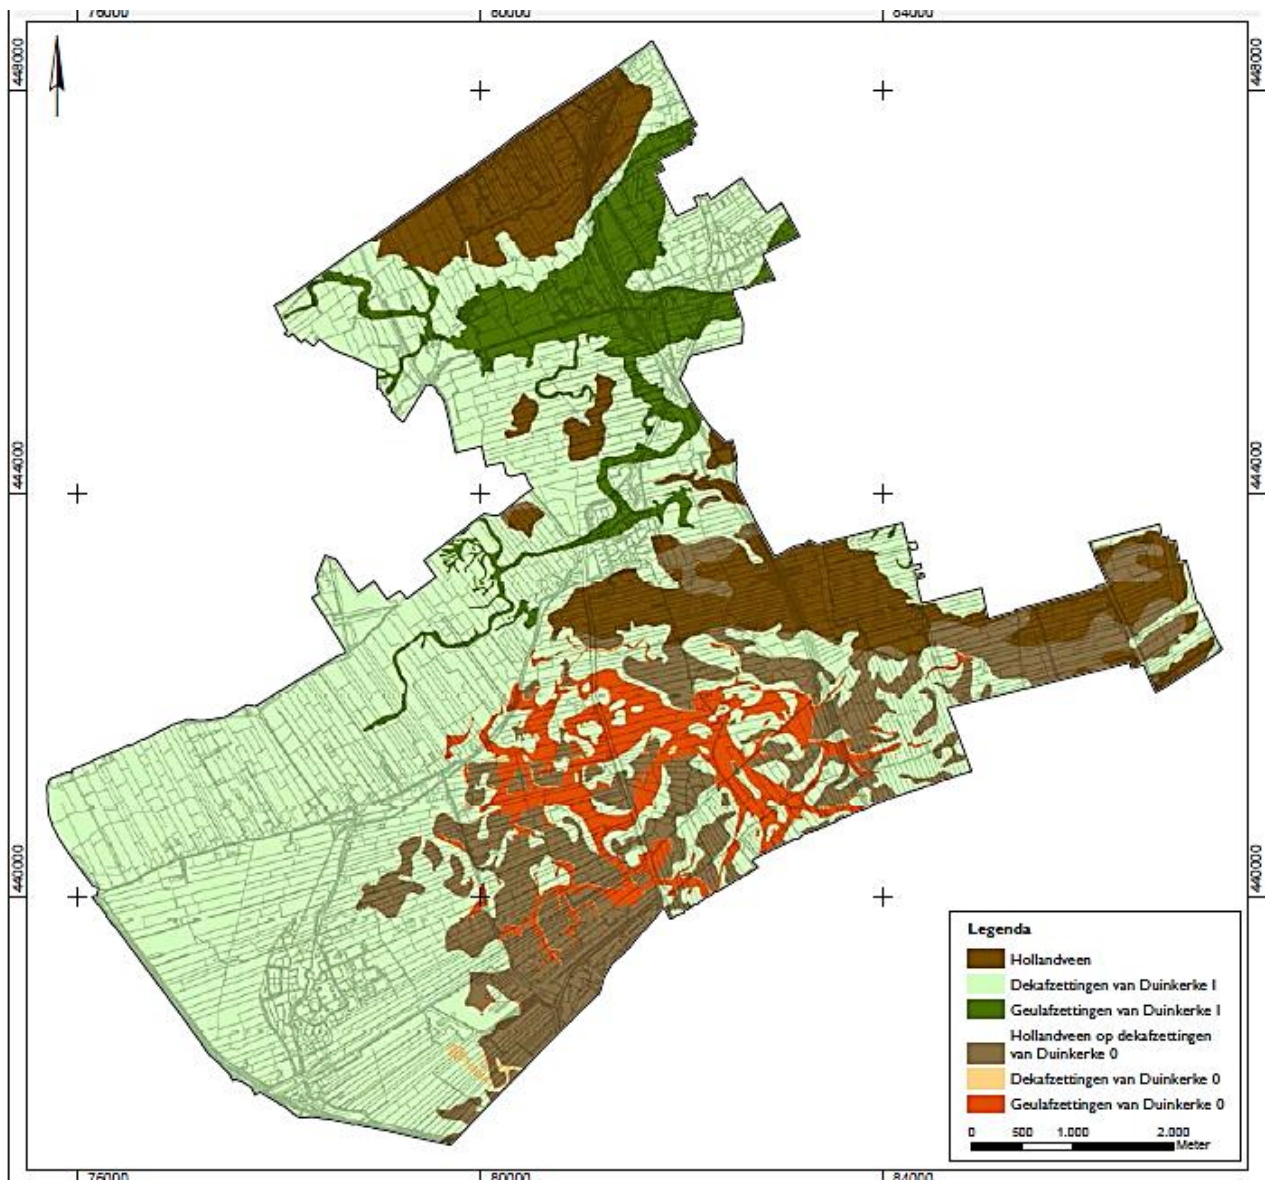 76000 80000 84000
448000 448000
444000 444000
440000 440000
Legenda
Hollandveen
Dekafzettingen van Duinkerke I
Geulafzettingen van Duinkerke I
Hollandveen op dekafzettingen
van Duinkerke 0
Dekafzettingen van Duinkerke 0
Geulafzettingen van Duinkerke 0
0 500 1.000 2.000
Meter
76000 80000 84000